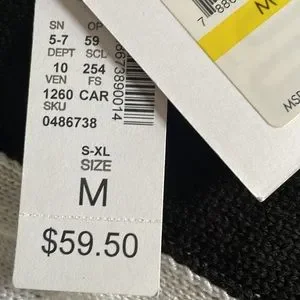 SN OP
5-7 59
DEPT SCL
10 254
VEN FS
1260 CAR
SKU
0486738
6673890014
S-XL
SIZE
M
$59.50
M